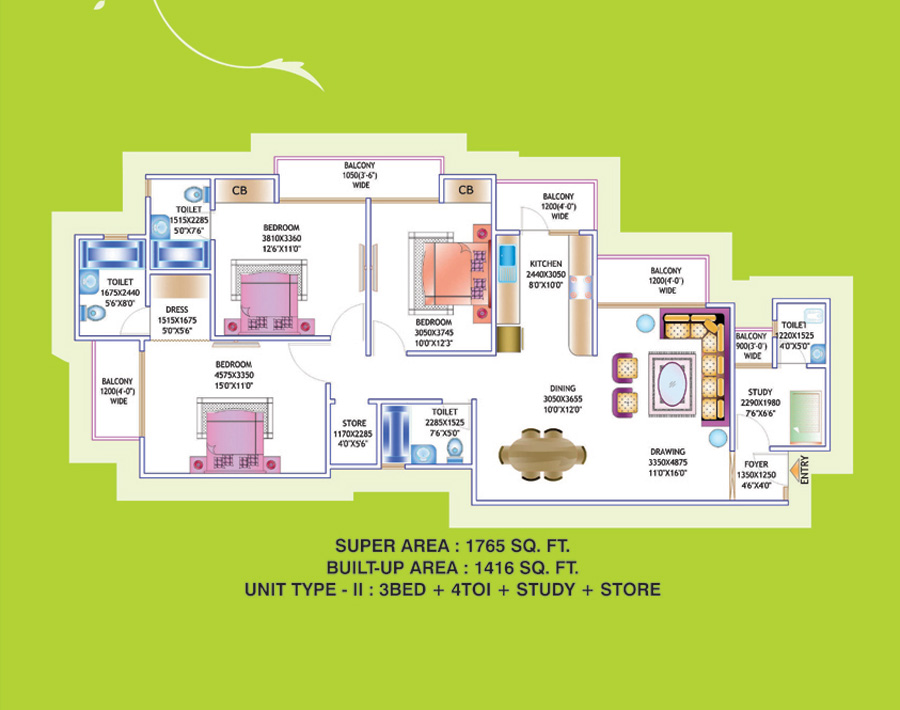 BALCONY
1050(3'-6")
WIDE
CB
CB
TOILET
1515X2285
5'0"X7'6"
BEDROOM
3810X3360
12'6"X11'0"
BALCONY
1200(4'-0")
WIDE
TOILET
1675X2440
5'6"X8'0"
DRESS
1515X1675
5'0"X5'6"
BEDROOM
3050X3745
10'0"X12'3"
KITCHEN
2440X3050
8'0"X10'0"
BALCONY
1200(4'-0")
WIDE
BALCONY
900(3'-0")
WIDE
TOILET
1220X1525
4'0"X5'0"
BALCONY
1200(4'-0")
WIDE
BEDROOM
4575X3350
15'0"X11'0"
DINING
3050X3655
10'0"X12'0"
STUDY
2290X1980
7'6"X6'6"
STORE
1170X2285
4'0"X5'6"
TOILET
2285X1525
7'6"X5'0"
DRAWING
3350X4875
11'0"X16'0"
FOYER
1350X1250
4'6"X4'0"
ENTRY
SUPER AREA : 1765 SQ. FT.
BUILT-UP AREA : 1416 SQ. FT.
UNIT TYPE - II : 3BED + 4TOI + STUDY + STORE